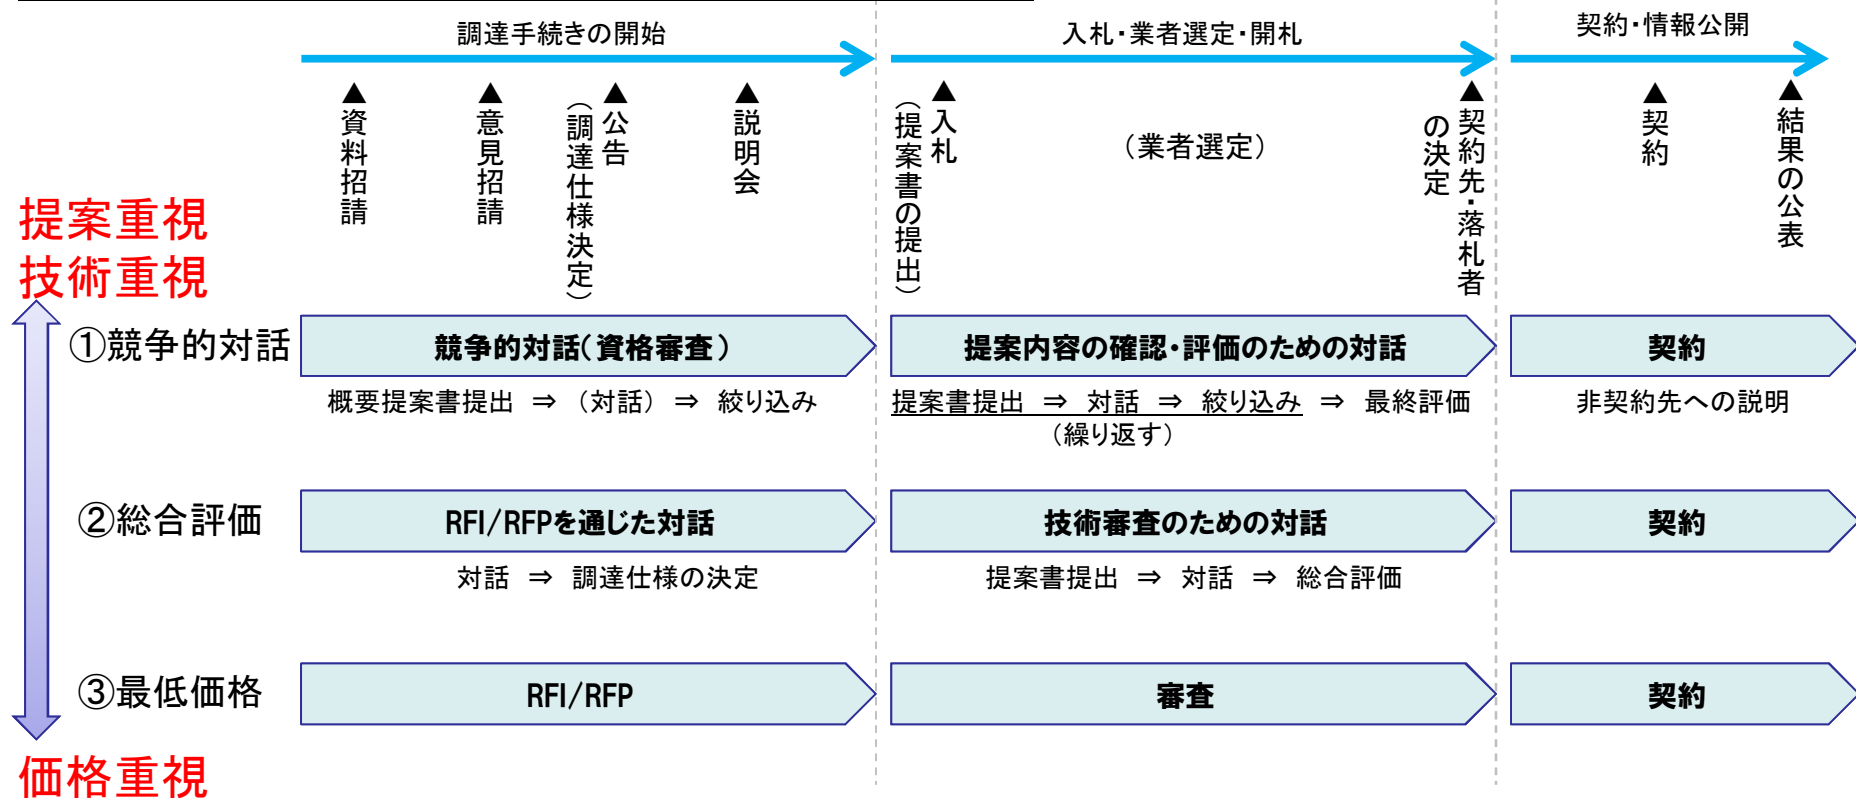 調達手続きの開始
入札・業者選定・開札
契約・情報公開
▲資料招請
▲意見招請
▲公告
（調達仕様決定）
▲説明会
▲入札
（提案書の提出）
（業者選定）
▲契約先・落札者
の決定
▲契約
▲結果の公表
提案重視
技術重視
①競争的対話
競争的対話（資格審査）
提案内容の確認・評価のための対話
契約
概要提案書提出 ⇒ （対話） ⇒ 絞り込み
提案書提出 ⇒ 対話 ⇒ 絞り込み ⇒ 最終評価
（繰り返す）
非契約先への説明
②総合評価
RFI/RFPを通じた対話
技術審査のための対話
契約
対話 ⇒ 調達仕様の決定
提案書提出 ⇒ 対話 ⇒ 総合評価
③最低価格
RFI/RFP
審査
契約
価格重視